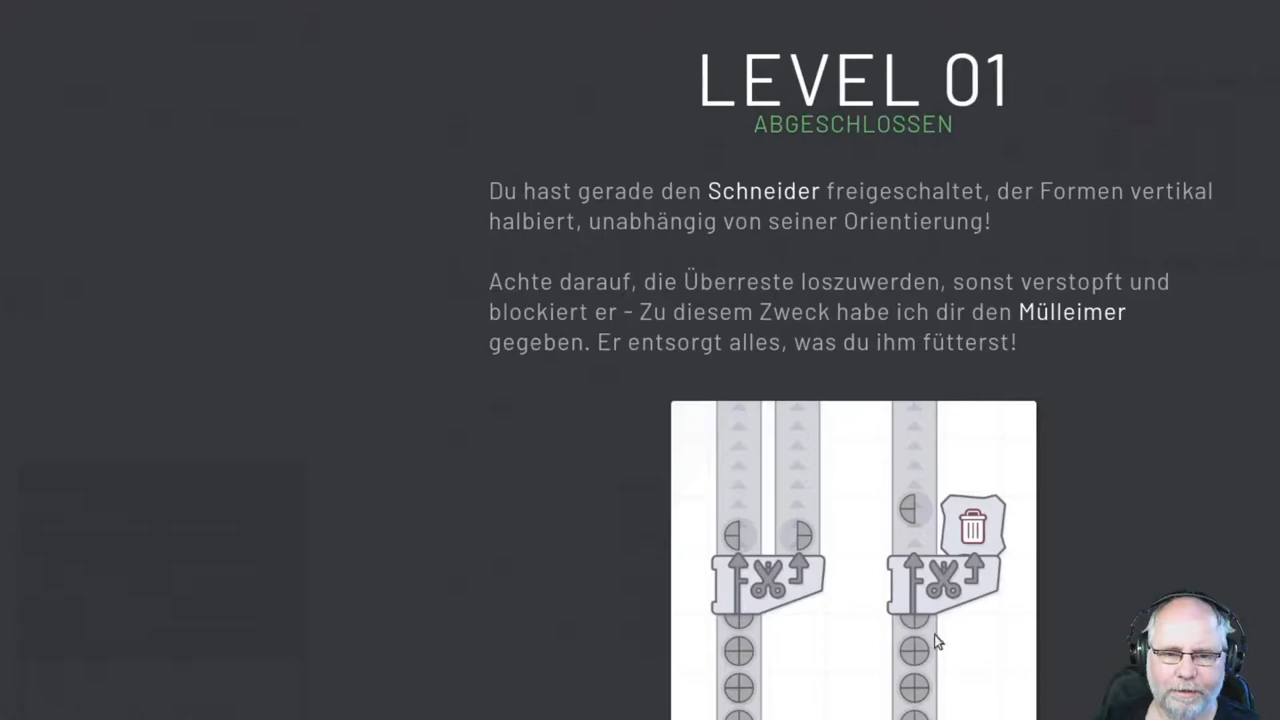 LEVEL 01
ABGESCHLOSSEN
Du hast gerade den Schneider freigeschaltet, der Formen vertikal
halbiert, unabhängig von seiner Orientierung!
Achte darauf, die Überreste loszuwerden, sonst verstopft und
blockiert er - Zu diesem Zweck habe ich dir den Mülleimer
gegeben. Er entsorgt alles, was du ihm fütterst!